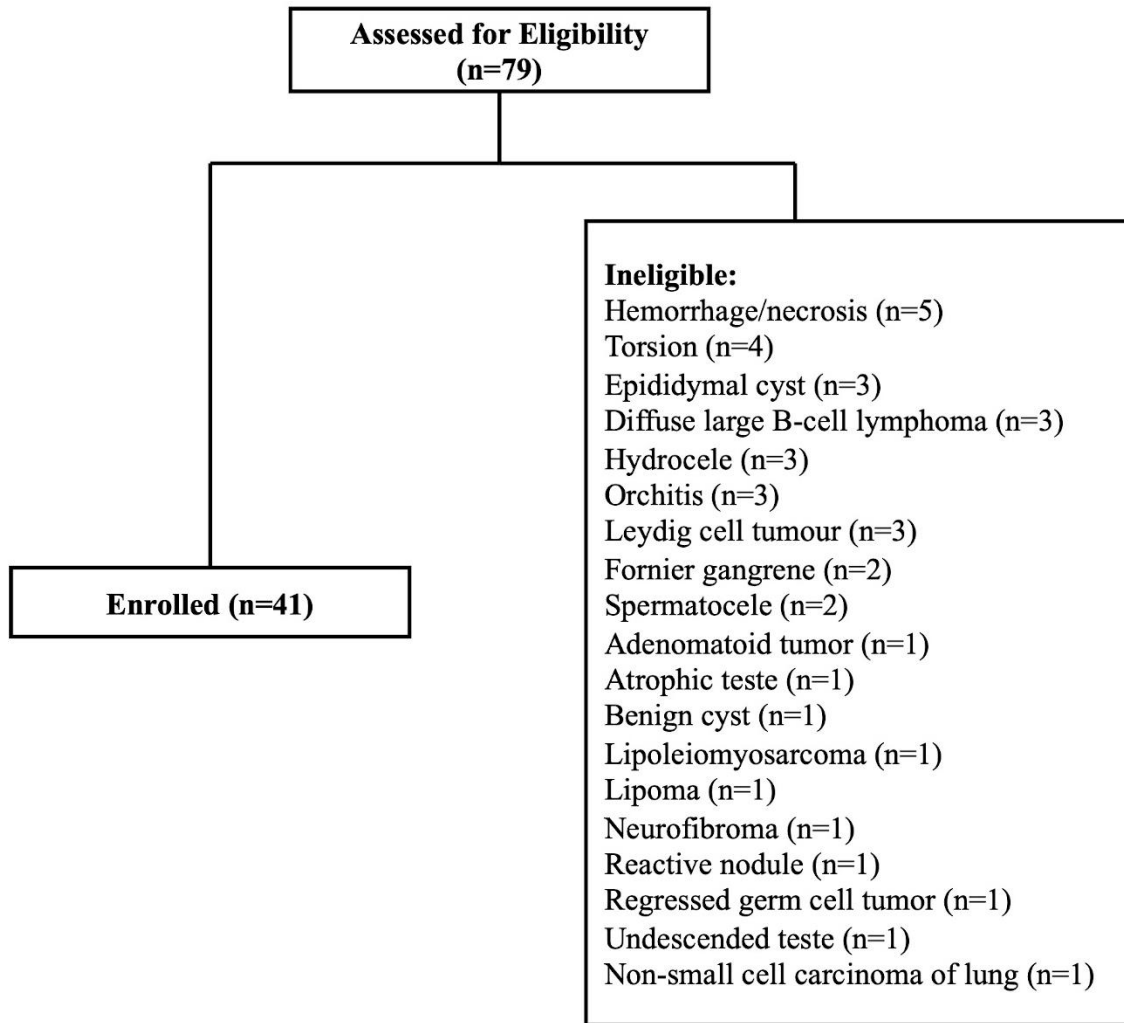 Assessed for Eligibility
(n=79)
Ineligible:
Hemorrhage/necrosis (n=5)
Torsion (n=4)
Epididymal cyst (n=3)
Diffuse large B-cell lymphoma (n=3)
Hydrocele (n=3)
Orchitis (n=3)
Leydig cell tumour (n=3)
Fornier gangrene (n=2)
Spermatocele (n=2)
Adenomatoid tumor (n=1)
Atrophic teste (n=1)
Benign cyst (n=1)
Lipoleiomyosarcoma (n=1)
Lipoma (n=1)
Neurofibroma (n=1)
Reactive nodule (n=1)
Regressed germ cell tumor (n=1)
Undescended teste (n=1)
Non-small cell carcinoma of lung (n=1)
Enrolled (n=41)